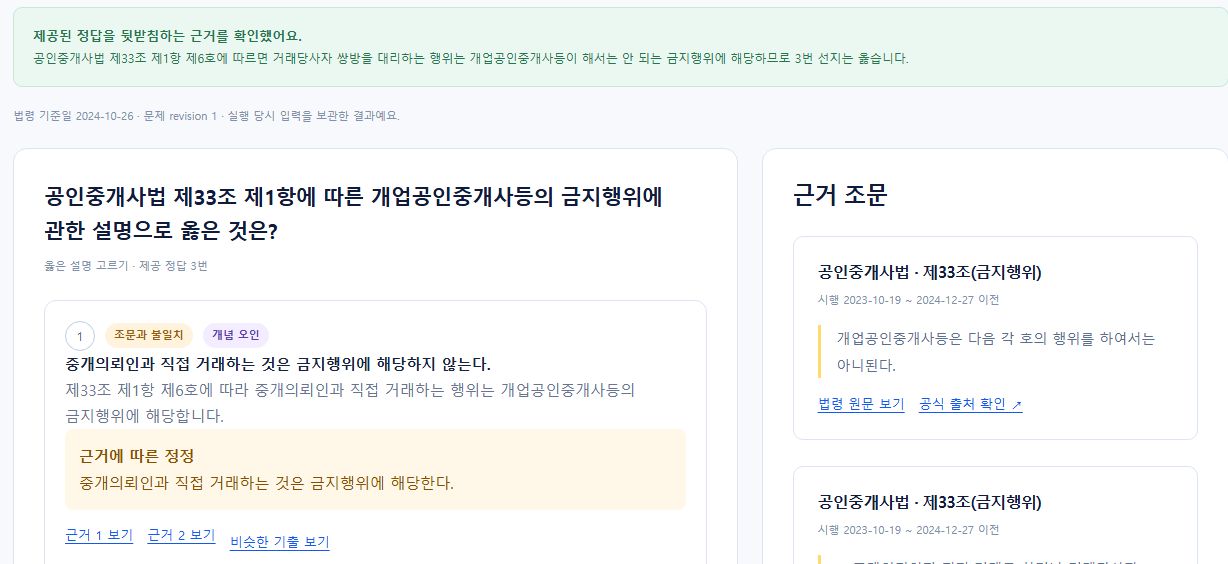 제공된 정답을 뒷받침하는 근거를 확인했어요.
공인중개사법 제33조 제1항 제6호에 따르면 거래당사자 쌍방을 대리하는 행위는 개업공인중개사등이 해서는 안 되는 금지행위에 해당하므로 3번 선지는 옳습니다.
법령 기준일 2024-10-26 · 문제 revision 1 · 실행 당시 입력을 보관한 결과예요.
공인중개사법 제33조 제1항에 따른 개업공인중개사등의 금지행위에
관한 설명으로 옳은 것은?
옳은 설명 고르기 · 제공 정답 3번
1 조문과 불일치 개념 오인
중개의뢰인과 직접 거래하는 것은 금지행위에 해당하지 않는다.
제33조 제1항 제6호에 따라 중개의뢰인과 직접 거래하는 행위는 개업공인중개사등의
금지행위에 해당합니다.
근거에 따른 정정
중개의뢰인과 직접 거래하는 것은 금지행위에 해당한다.
근거 1 보기 근거 2 보기 비슷한 기출 보기
근거 조문
공인중개사법 · 제33조(금지행위)
시행 2023-10-19 ~ 2024-12-27 이전
개업공인중개사등은 다음 각 호의 행위를 하여서는
아니된다.
법령 원문 보기 공식 출처 확인 ↗
공인중개사법 · 제33조(금지행위)
시행 2023-10-19 ~ 2024-12-27 이전